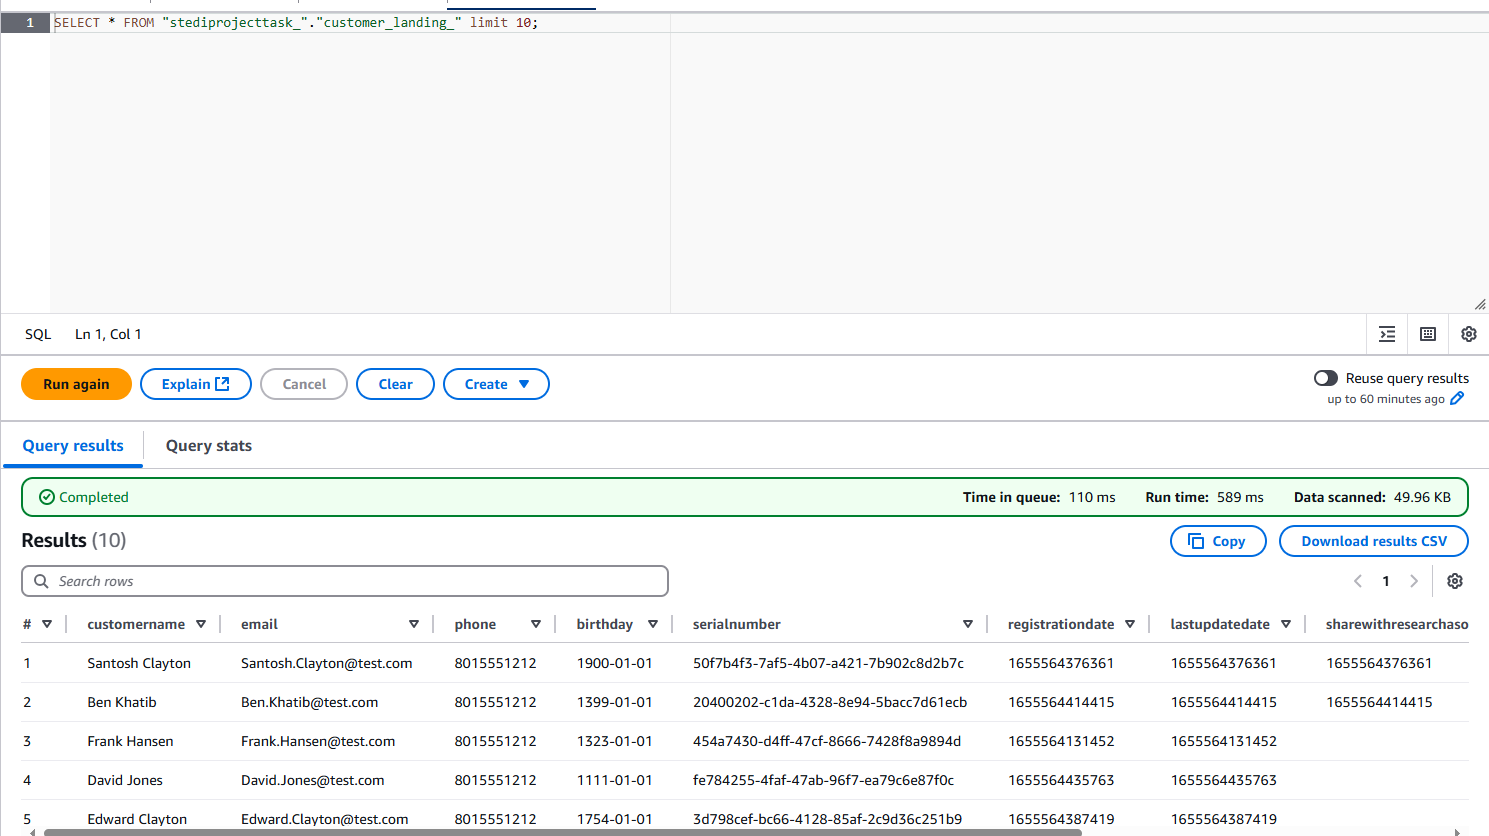 1 SELECT * FROM "stediprojecttask_"."customer_landing_" limit 10;
SQL Ln 1, Col 1
Run again Explain Cancel Clear Create Reuse query results
up to 60 minutes ago
Query results Query stats
Completed Time in queue: 110 ms Run time: 589 ms Data scanned: 49.96 KB
Results (10) Copy Download results CSV
Search rows 1
# customername email phone birthday serialnumber registrationdate lastupdatedate sharewithresearchaso
1 Santosh Clayton Santosh.Clayton@test.com 8015551212 1900-01-01 50f7b4f3-7af5-4b07-a421-7b902c8d2b7c 1655564376361 1655564376361 1655564376361
2 Ben Khatib Ben.Khatib@test.com 8015551212 1399-01-01 20400202-c1da-4328-8e94-5bacc7d61ecb 1655564414415 1655564414415 1655564414415
3 Frank Hansen Frank.Hansen@test.com 8015551212 1323-01-01 454a7430-d4ff-47cf-8666-7428f8a9894d 1655564131452 1655564131452
4 David Jones David.Jones@test.com 8015551212 1111-01-01 fe784255-4faf-47ab-96f7-ea79c6e87f0c 1655564435763 1655564435763
5 Edward Clayton Edward.Clayton@test.com 8015551212 1754-01-01 3d798cef-bc66-4128-85af-2c9d36c251b9 1655564387419 1655564387419